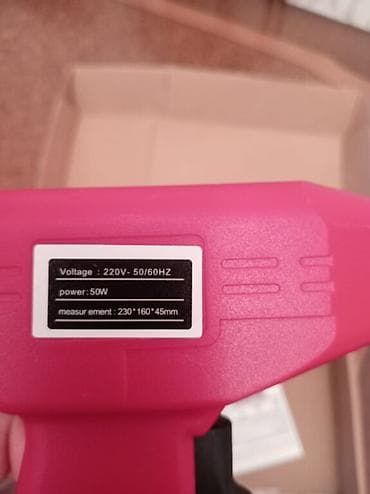 Voltage : 220V- 50/60HZ
power: 50W
measur ement : 230*160*45mm